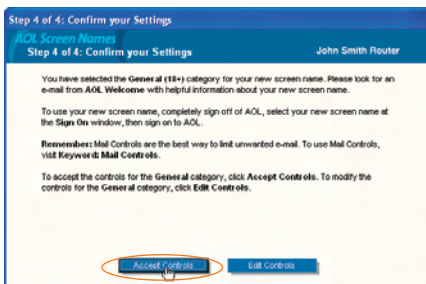 Step 4 of 4: Confirm your Settings
AOL Screen Names
Step 4 of 4: Confirm your Settings
John Smith Router
You have selected the General (18+) category for your new screen name. Please look for an
e-mail from AOL Welcome with helpful information about your new screen name.
To use your new screen name, completely sign off of AOL, select your new screen name at
the Sign On window, then sign on to AOL.
Remember: Mail Controls are the best way to limit unwanted e-mail. To use Mail Controls,
visit Keyword: Mail Controls.
To accept the controls for the General category, click Accept Controls. To modify the
controls for the General category, click Edit Controls.
Accept Controls
Edit Controls